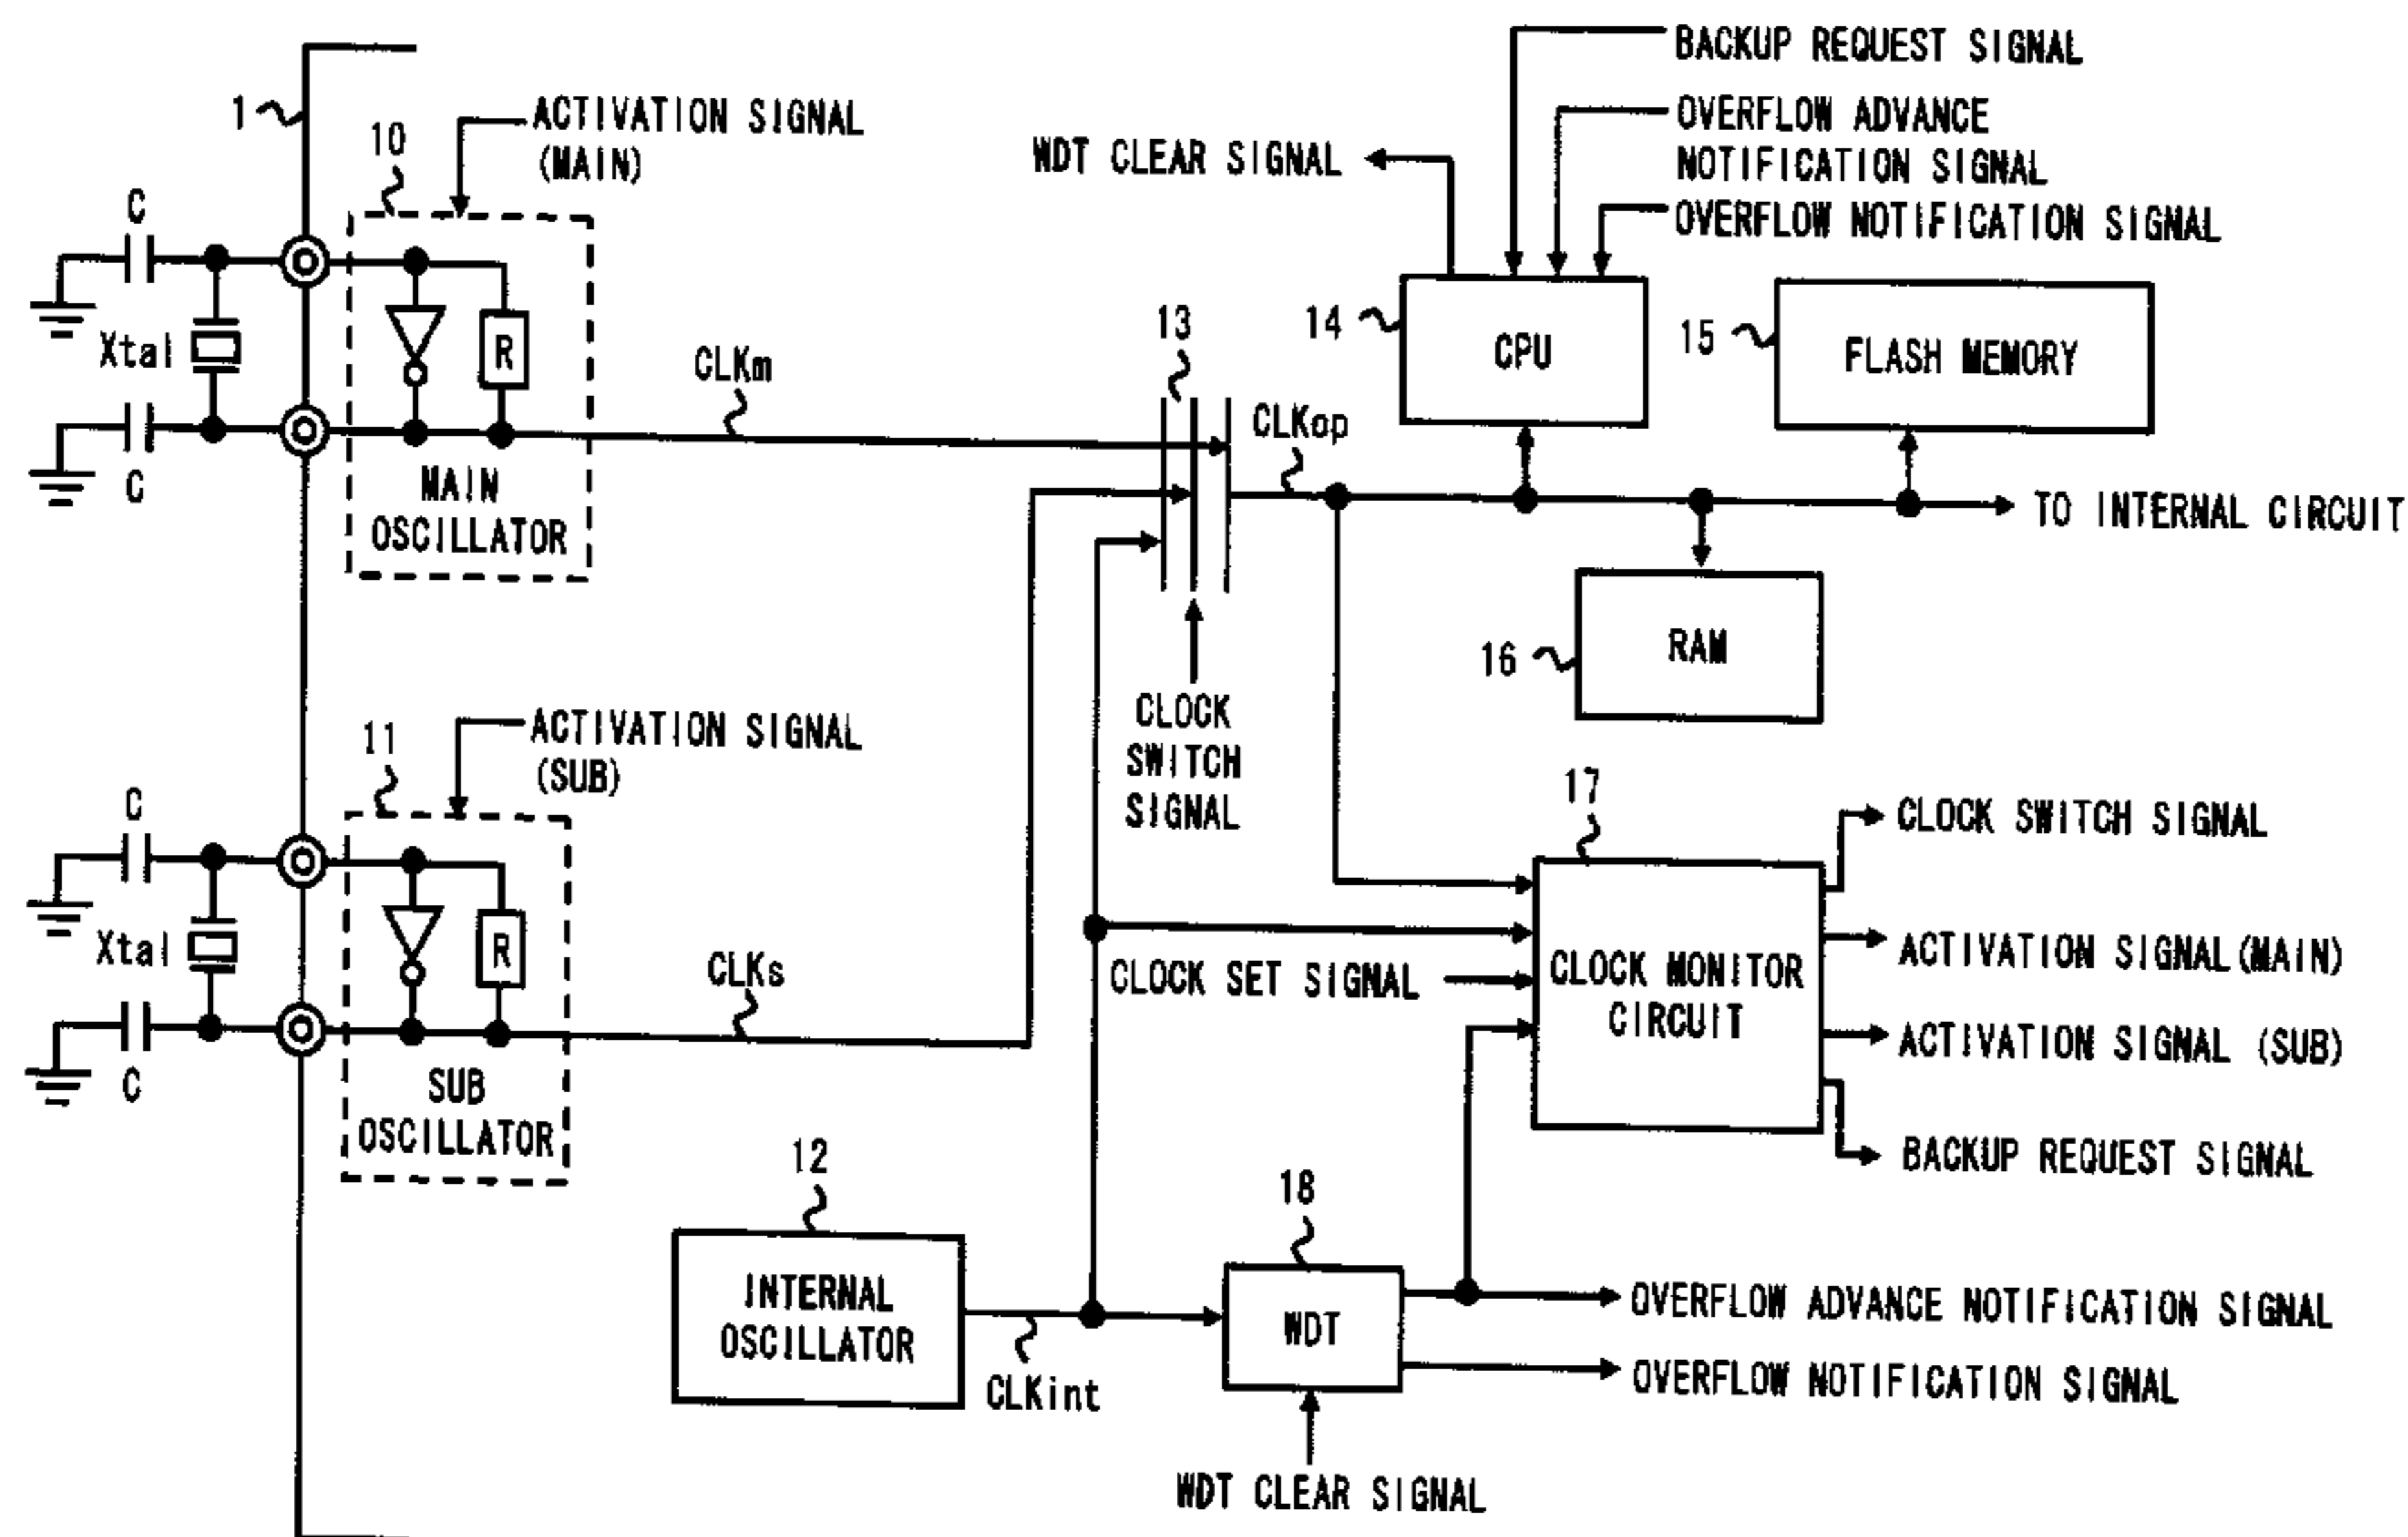 BACKUP REQUEST SIGNAL
1
ACTIVATION SIGNAL
(MAIN)
10
OVERFLOW ADVANCE
NOTIFICATION SIGNAL
WDT CLEAR SIGNAL
OVERFLOW NOTIFICATION SIGNAL
C
Xtal
R
C
MAIN
OSCILLATOR
CLKm
13
14
CPU
15
FLASH MEMORY
CLKop
TO INTERNAL CIRCUIT
16
RAM
CLOCK
SWITCH
SIGNAL
11
ACTIVATION SIGNAL
(SUB)
C
Xtal
R
C
SUB
OSCILLATOR
CLKs
17
CLOCK MONITOR
CIRCUIT
CLOCK SET SIGNAL
CLOCK SWITCH SIGNAL
ACTIVATION SIGNAL(MAIN)
ACTIVATION SIGNAL (SUB)
BACKUP REQUEST SIGNAL
12
INTERNAL
OSCILLATOR
CLKint
18
WDT
OVERFLOW ADVANCE NOTIFICATION SIGNAL
OVERFLOW NOTIFICATION SIGNAL
WDT CLEAR SIGNAL